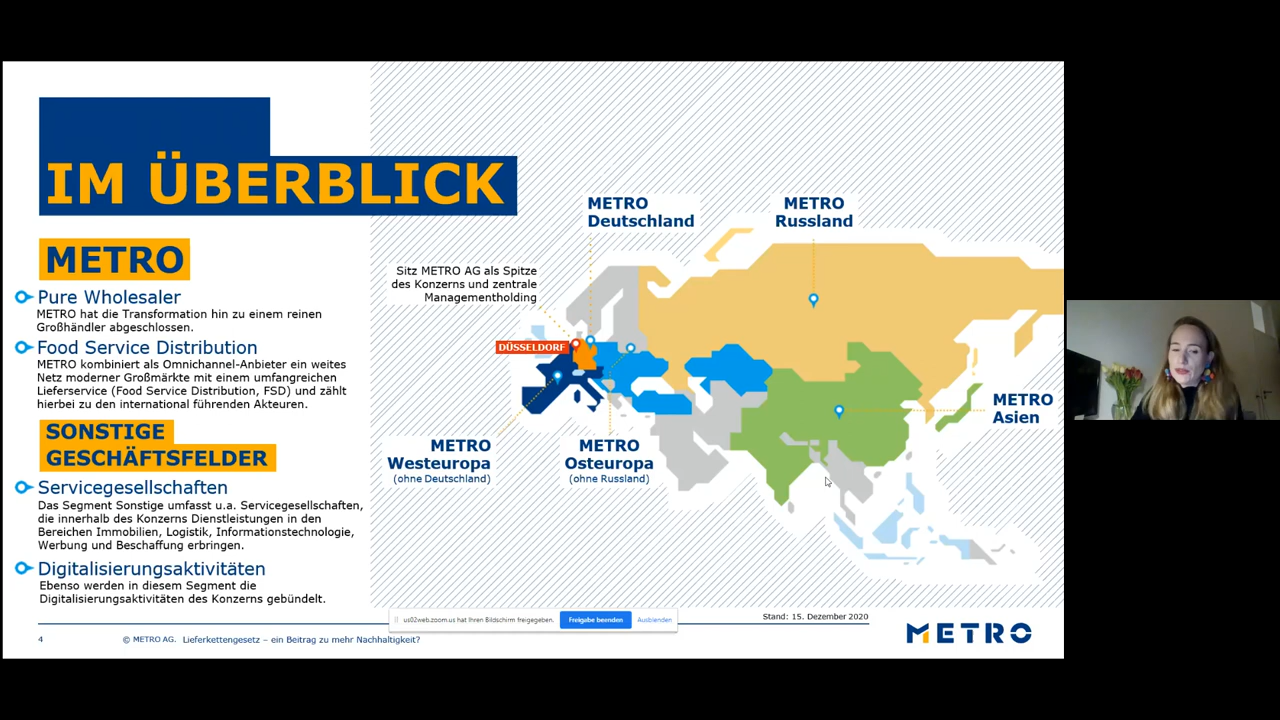 IM ÜBERBLICK
METRO
Pure Wholesaler
METRO hat die Transformation hin zu einem reinen
Großhändler abgeschlossen.
Food Service Distribution
METRO kombiniert als Omnichannel-Anbieter ein weites
Netz moderner Großmärkte mit einem umfangreichen
Lieferservice (Food Service Distribution, FSD) und zählt
hierbei zu den international führenden Akteuren.
SONSTIGE
GESCHÄFTSFELDER
Servicegesellschaften
Das Segment Sonstige umfasst u.a. Servicegesellschaften,
die innerhalb des Konzerns Dienstleistungen in den
Bereichen Immobilien, Logistik, Informationstechnologie,
Werbung und Beschaffung erbringen.
Digitalisierungsaktivitäten
Ebenso werden in diesem Segment die
Digitalisierungsaktivitäten des Konzerns gebündelt.
METRO
Deutschland
METRO
Russland
Sitz METRO AG als Spitze
des Konzerns und zentrale
Managementholding
DÜSSELDORF
METRO
Asien
METRO
Westeuropa
(ohne Deutschland)
METRO
Osteuropa
(ohne Russland)
us02web.zoom.us hat Ihren Bildschirm freigegeben.
Freigabe beenden
Ausblenden
Stand: 15. Dezember 2020
4
© METRO AG. Lieferkettengesetz – ein Beitrag zu mehr Nachhaltigkeit?
METRO